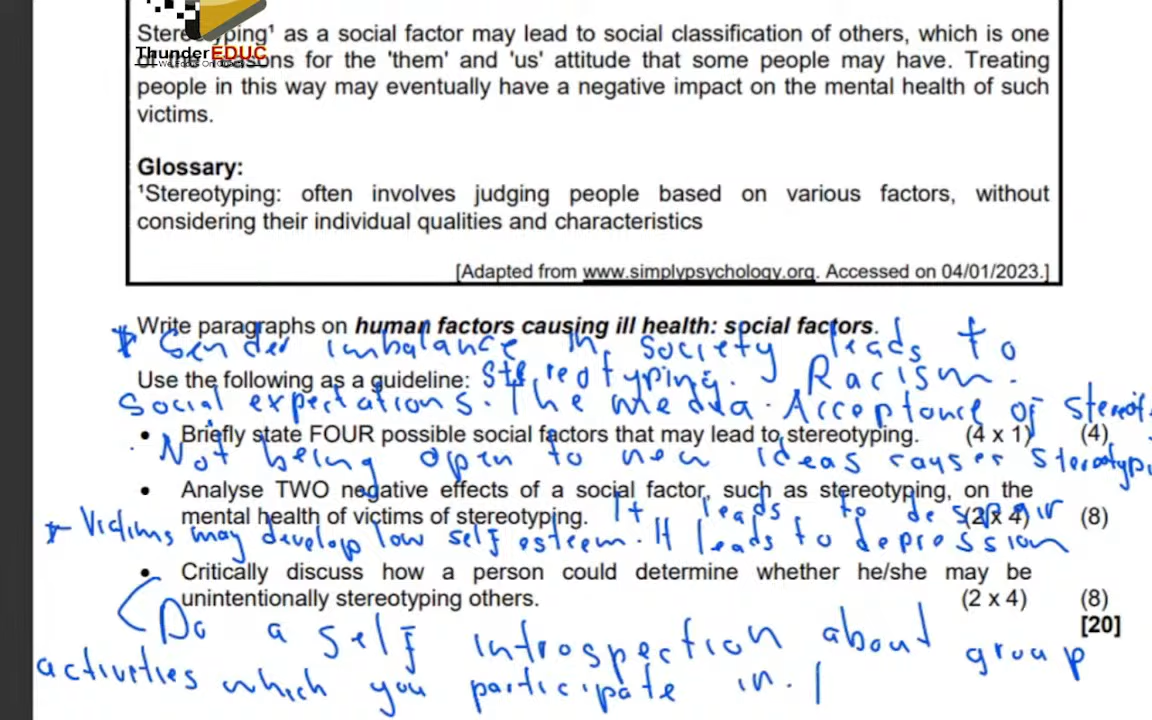 Stereotyping¹ as a social factor may lead to social classification of others, which is one
ThunderEDUC
of the reasons for the 'them' and 'us' attitude that some people may have. Treating
people in this way may eventually have a negative impact on the mental health of such
victims.
Glossary:
¹Stereotyping: often involves judging people based on various factors, without
considering their individual qualities and characteristics
[Adapted from www.simplypsychology.org. Accessed on 04/01/2023.]
Write paragraphs on human factors causing ill health: social factors.
* Gender imbalance in society leads to
Use the following as a guideline: Stereotyping. Racism.
Social expectations. The media. Acceptance of stereot
• Briefly state FOUR possible social factors that may lead to stereotyping. (4 x 1) (4)
Not being open to new ideas causes stereotypi
• Analyse TWO negative effects of a social factor, such as stereotyping, on the
mental health of victims of stereotyping. It leads to despair (2 x 4) (8)
* Victims may develop low self esteem. It leads to depression
• Critically discuss how a person could determine whether he/she may be
unintentionally stereotyping others. (2 x 4) (8)
[20]
Do a self introspection about group
activities which you participate in.